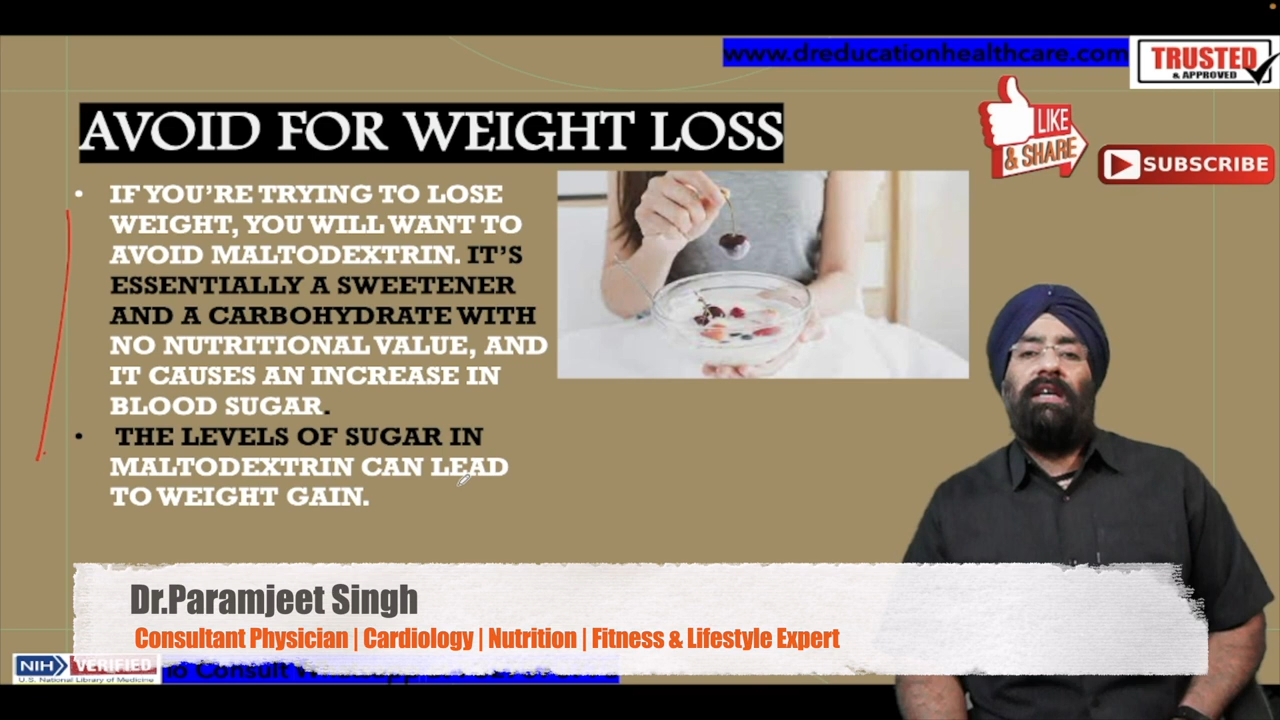 www.dreducationhealthcare.com
TRUSTED
& APPROVED
AVOID FOR WEIGHT LOSS
LIKE
& SHARE
SUBSCRIBE
• IF YOU'RE TRYING TO LOSE
WEIGHT, YOU WILL WANT TO
AVOID MALTODEXTRIN. IT'S
ESSENTIALLY A SWEETENER
AND A CARBOHYDRATE WITH
NO NUTRITIONAL VALUE, AND
IT CAUSES AN INCREASE IN
BLOOD SUGAR.
• THE LEVELS OF SUGAR IN
MALTODEXTRIN CAN LEAD
TO WEIGHT GAIN.
Dr.Paramjeet Singh
Consultant Physician | Cardiology | Nutrition | Fitness & Lifestyle Expert
NIH VERIFIED
U.S. National Library of Medicine
Consult